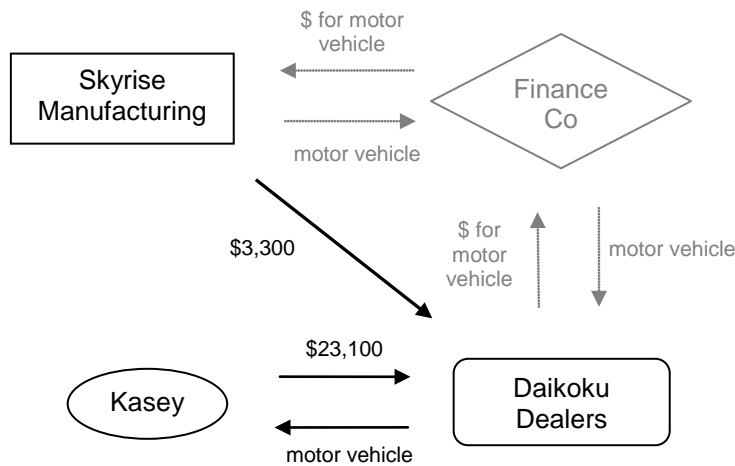 $ for motor
vehicle
Skyrise
Manufacturing
Finance
Co
motor vehicle
$3,300
$ for
motor
vehicle
motor vehicle
$23,100
Kasey
Daikoku
Dealers
motor vehicle